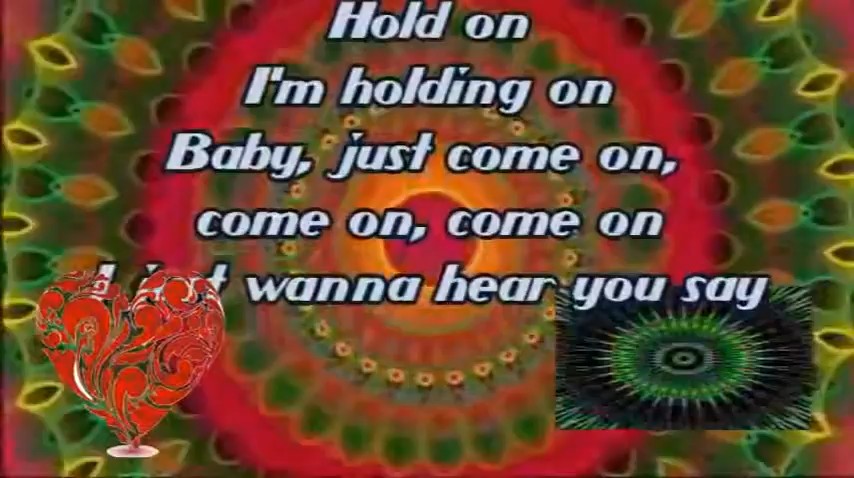 Hold on
I'm holding on
Baby, just come on,
come on, come on
wanna hear you say